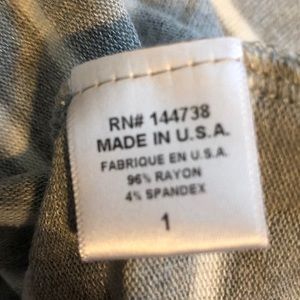 RN# 144738
MADE IN U.S.A.
FABRIQUE EN U.S.A.
96% RAYON
4% SPANDEX
1